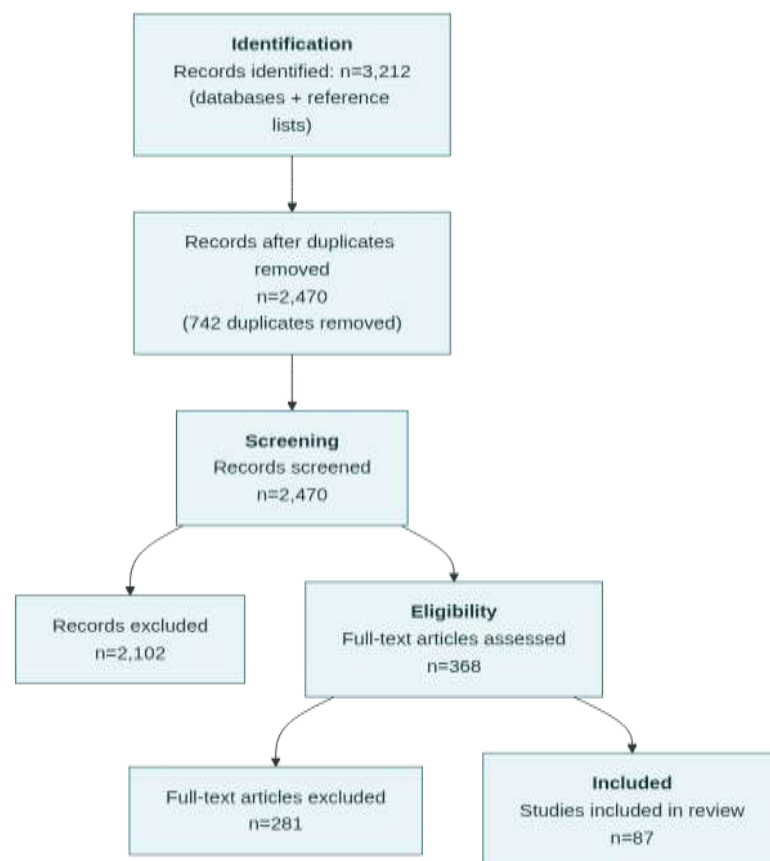 Identification
Records identified: n=3,212
(databases + reference
lists)
Records after duplicates
removed
n=2,470
(742 duplicates removed)
Screening
Records screened
n=2,470
Records excluded
n=2,102
Eligibility
Full-text articles assessed
n=368
Full-text articles excluded
n=281
Included
Studies included in review
n=87